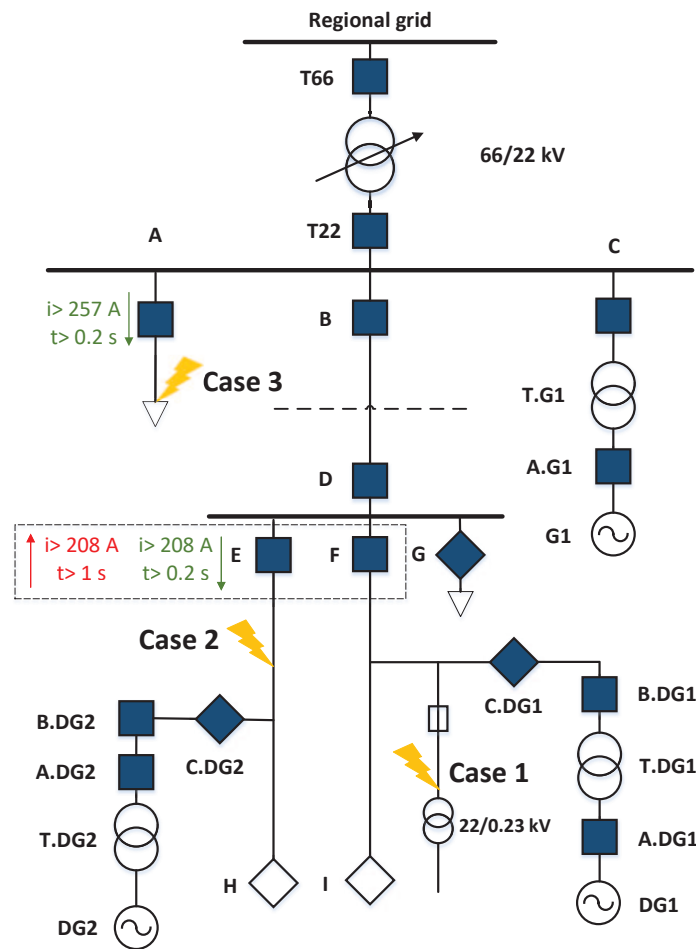 Regional grid
T66
66/22 kV
T22
A
C
i> 257 A
t> 0.2 s
B
Case 3
T.G1
A.G1
D
G1
i> 208 A
t> 1 s
i> 208 A
t> 0.2 s
E
F
G
Case 2
C.DG1
B.DG1
B.DG2
C.DG2
A.DG2
Case 1
T.DG1
T.DG2
22/0.23 kV
A.DG1
H
I
DG2
DG1